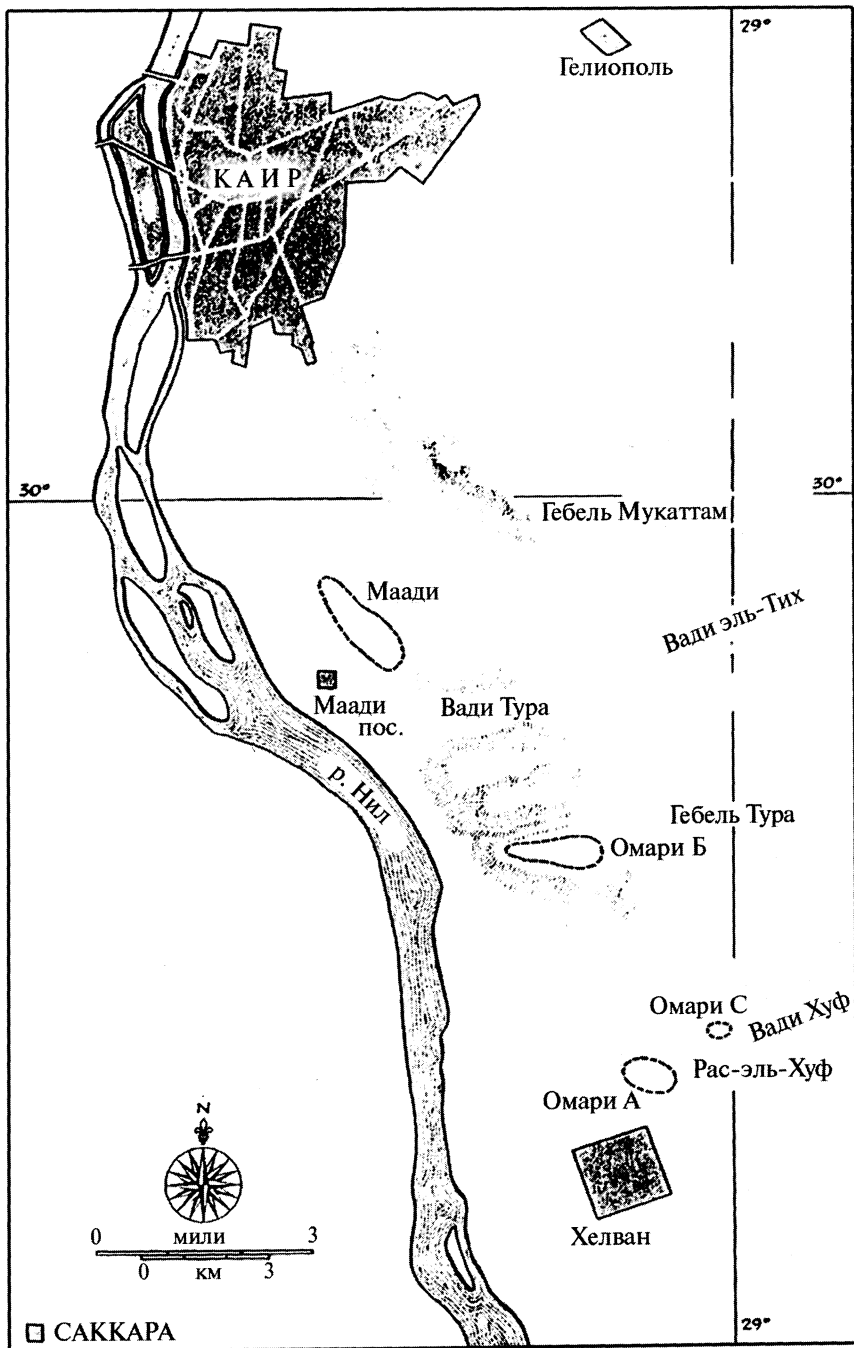 29°
Гелиополь
КАИР
30°
30°
Гебель Мукаттам
Маади
Вади эль-Тих
Маади
пос.
Вади Тура
р. Нил
Гебель Тура
Омари Б
Омари С
Вади Хуф
Рас-эль-Хуф
Омари А
N
Хелван
0 мили 3
0 км 3
САККАРА
29°